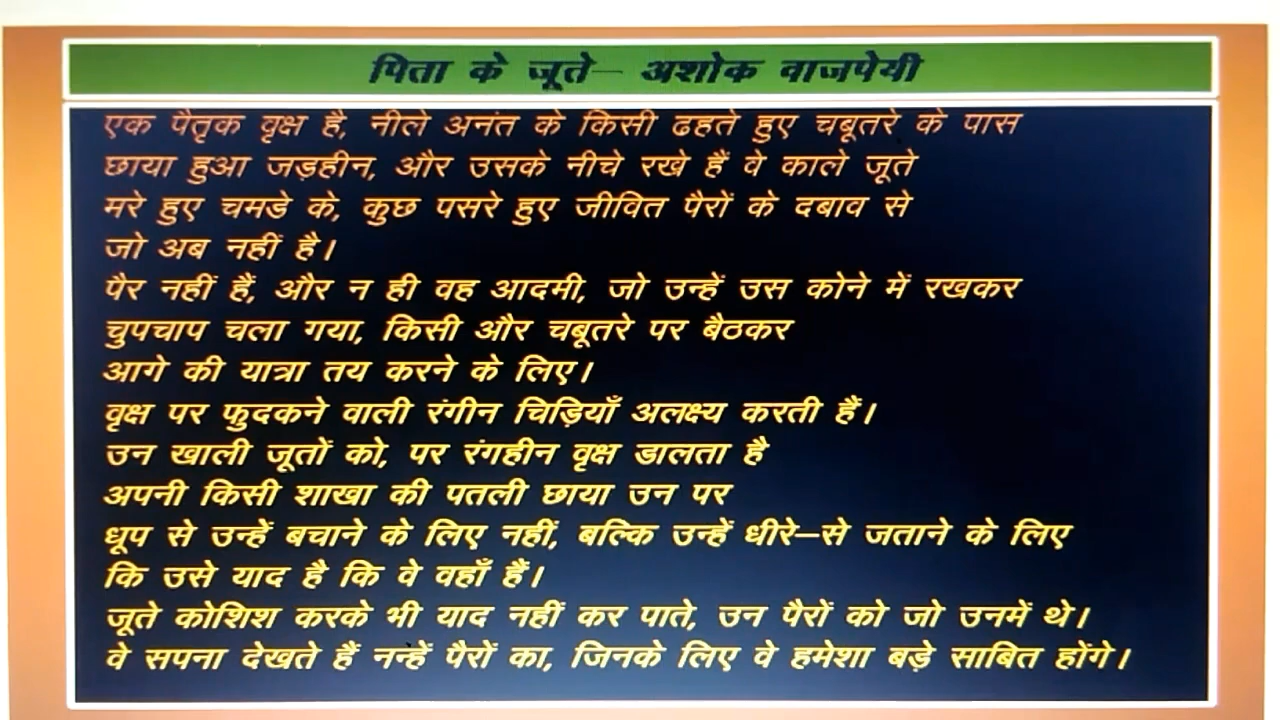 पिता के जूते– अशोक वाजपेयी
एक पैतृक वृक्ष है, नीले अनंत के किसी ढहते हुए चबूतरे के पास
छाया हुआ जड़हीन, और उसके नीचे रखे हैं वे काले जूते
मरे हुए चमडे के, कुछ पसरे हुए जीवित पैरों के दबाव से
जो अब नहीं है।
पैर नहीं हैं, और न ही वह आदमी, जो उन्हें उस कोने में रखकर
चुपचाप चला गया, किसी और चबूतरे पर बैठकर
आगे की यात्रा तय करने के लिए।
वृक्ष पर फुदकने वाली रंगीन चिड़ियाँ अलक्ष्य करती हैं।
उन खाली जूतों को, पर रंगहीन वृक्ष डालता है
अपनी किसी शाखा की पतली छाया उन पर
धूप से उन्हें बचाने के लिए नहीं, बल्कि उन्हें धीरे–से जताने के लिए
कि उसे याद है कि वे वहाँ हैं।
जूते कोशिश करके भी याद नहीं कर पाते, उन पैरों को जो उनमें थे।
वे सपना देखते हैं नन्हें पैरों का, जिनके लिए वे हमेशा बड़े साबित होंगे।